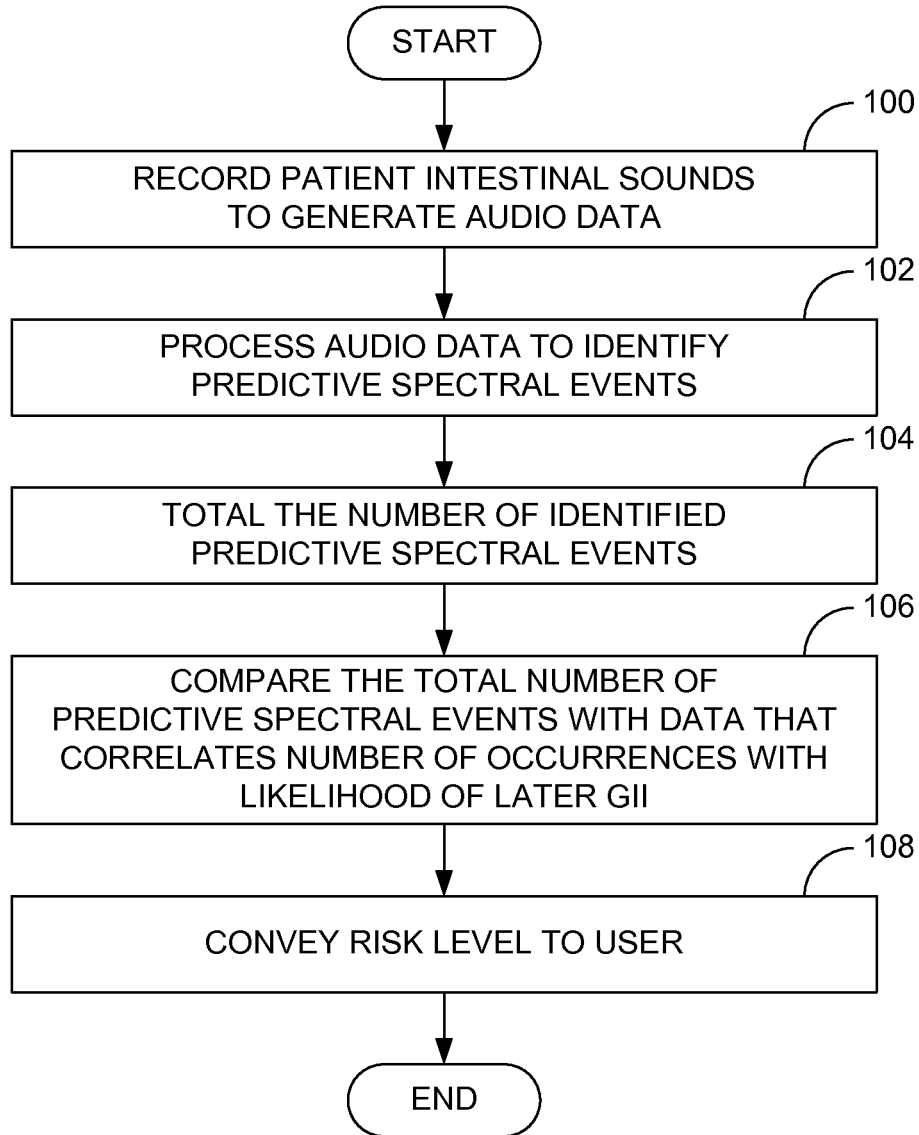 START
100
RECORD PATIENT INTESTINAL SOUNDS
TO GENERATE AUDIO DATA
102
PROCESS AUDIO DATA TO IDENTIFY
PREDICTIVE SPECTRAL EVENTS
104
TOTAL THE NUMBER OF IDENTIFIED
PREDICTIVE SPECTRAL EVENTS
106
COMPARE THE TOTAL NUMBER OF
PREDICTIVE SPECTRAL EVENTS WITH DATA THAT
CORRELATES NUMBER OF OCCURRENCES WITH
LIKELIHOOD OF LATER GII
108
CONVEY RISK LEVEL TO USER
END